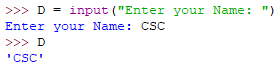 >>> D = input("Enter your Name: ")
Enter your Name: CSC
>>> D
'CSC'